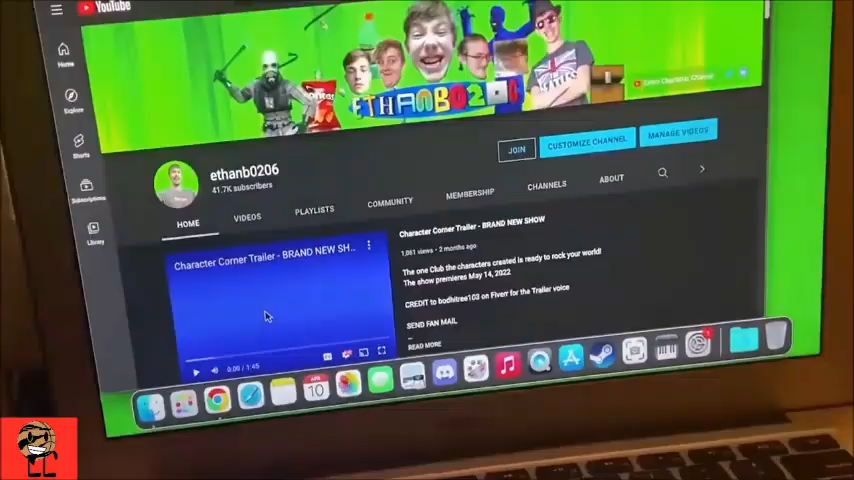 YouTube
ETHANB020
Home
Explore
Shorts
Subscriptions
Library
ethanb0206
41.7K subscribers
JOIN
CUSTOMIZE CHANNEL
MANAGE VIDEOS
HOME
VIDEOS
PLAYLISTS
COMMUNITY
MEMBERSHIP
CHANNELS
ABOUT
Character Corner Trailer - BRAND NEW SH...
0:00 / 1:45
Character Corner Trailer - BRAND NEW SHOW
1,061 views • 2 months ago
The one Club the characters created is ready to rock your world!
The show premieres May 14, 2022
CREDIT to bodhitree103 on Fiverr for the Trailer voice
SEND FAN MAIL
...
READ MORE
APR
10